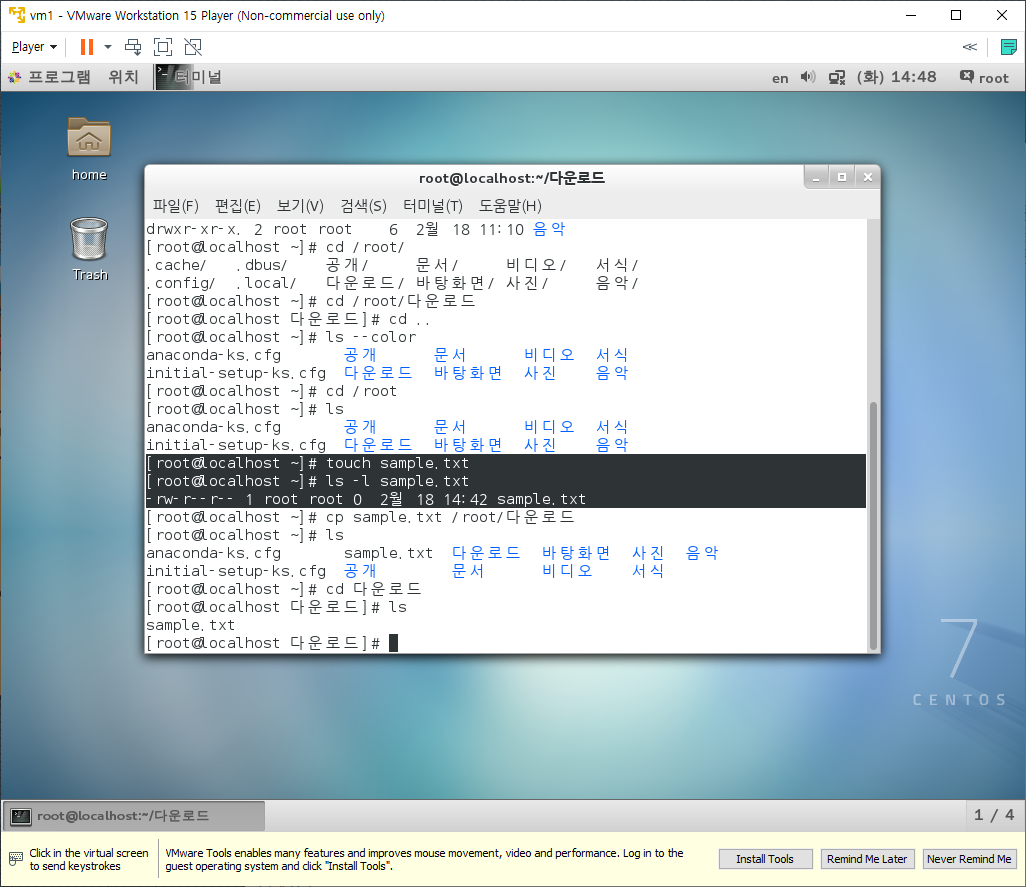 vm1 - VMware Workstation 15 Player (Non-commercial use only)
Player
프로그램 위치 터미널 en (화) 14:48 root
home
Trash
root@localhost:~/다운로드
파일(F) 편집(E) 보기(V) 검색(S) 터미널(T) 도움말(H)
drwxr-xr-x. 2 root root 6 2월 18 11:10 음악
[root@localhost ~]# cd /root/
.cache/ .dbus/ 공개/ 문서/ 비디오/ 서식/
.config/ .local/ 다운로드/ 바탕화면/ 사진/ 음악/
[root@localhost ~]# cd /root/다운로드
[root@localhost 다운로드]# cd ..
[root@localhost ~]# ls --color
anaconda-ks.cfg 공개 문서 비디오 서식
initial-setup-ks.cfg 다운로드 바탕화면 사진 음악
[root@localhost ~]# cd /root
[root@localhost ~]# ls
anaconda-ks.cfg 공개 문서 비디오 서식
initial-setup-ks.cfg 다운로드 바탕화면 사진 음악
[root@localhost ~]# touch sample.txt
[root@localhost ~]# ls -l sample.txt
-rw-r--r-- 1 root root 0 2월 18 14:42 sample.txt
[root@localhost ~]# cp sample.txt /root/다운로드
[root@localhost ~]# ls
anaconda-ks.cfg sample.txt 다운로드 바탕화면 사진 음악
initial-setup-ks.cfg 공개 문서 비디오 서식
[root@localhost ~]# cd 다운로드
[root@localhost 다운로드]# ls
sample.txt
[root@localhost 다운로드]#
7
CENTOS
root@localhost:~/다운로드 1 / 4
Click in the virtual screen
to send keystrokes
VMware Tools enables many features and improves mouse movement, video and performance. Log in to the
guest operating system and click "Install Tools".
Install Tools Remind Me Later Never Remind Me